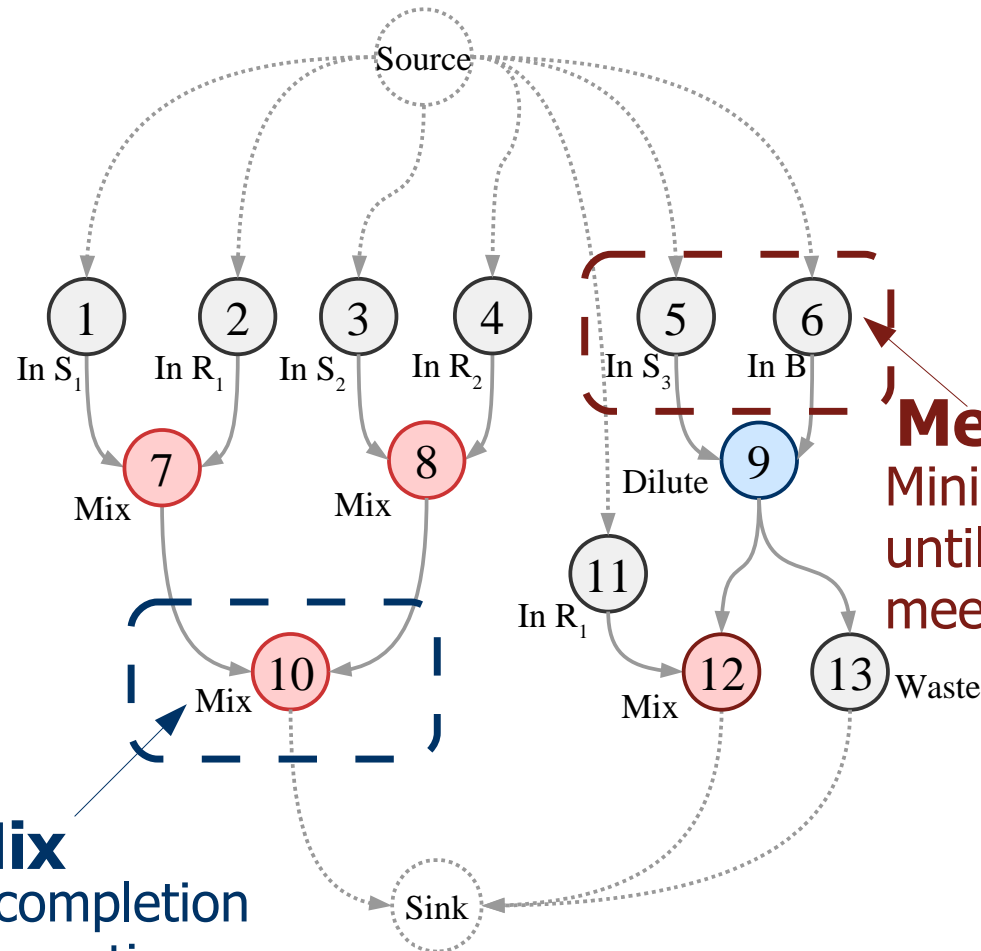 Source
1 2 3 4 5 6
In S1 In R1 In S2 In R2 In S3 In B
7 8 9
Mix Mix Dilute
Me
Mini
until
mee
11
In R1
10 12 13
Mix Mix Waste
lix
completion
Sink